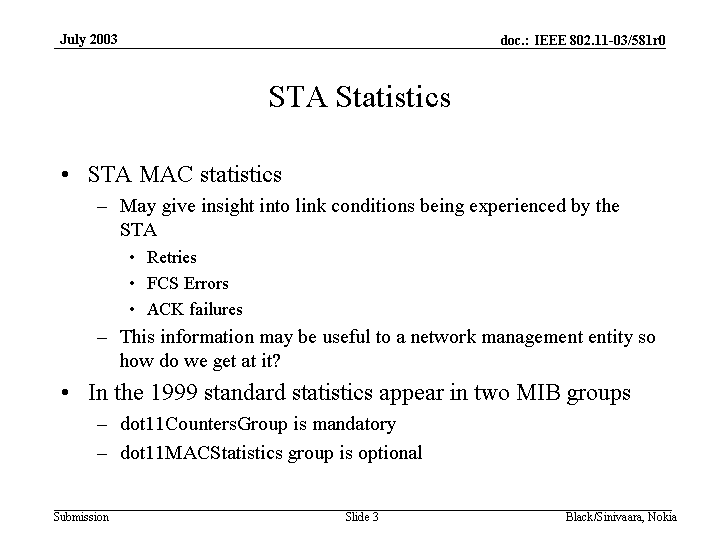 July 2003
doc.: IEEE 802.11-03/581r0
STA Statistics
• STA MAC statistics
– May give insight into link conditions being experienced by the
STA
• Retries
• FCS Errors
• ACK failures
– This information may be useful to a network management entity so
how do we get at it?
• In the 1999 standard statistics appear in two MIB groups
– dot11Counters.Group is mandatory
– dot11MACStatistics group is optional
Submission
Slide 3
Black/Sinivaara, Nokia